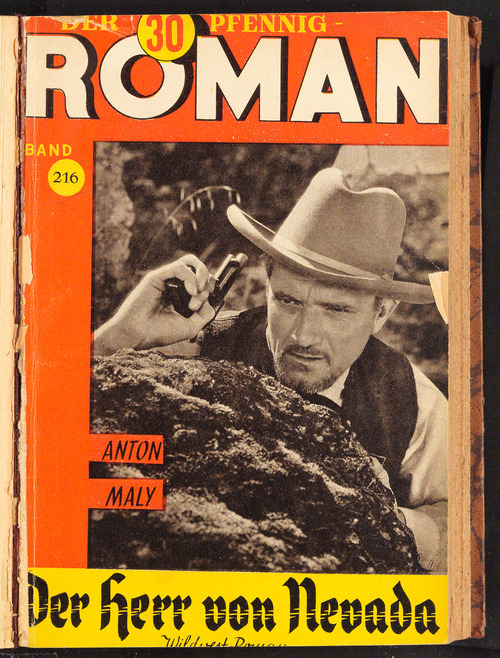 DER 30 PFENNIG-
ROMAN
BAND
216
ANTON
MALY
Der Herr von Nevada
Wildwest-Roman